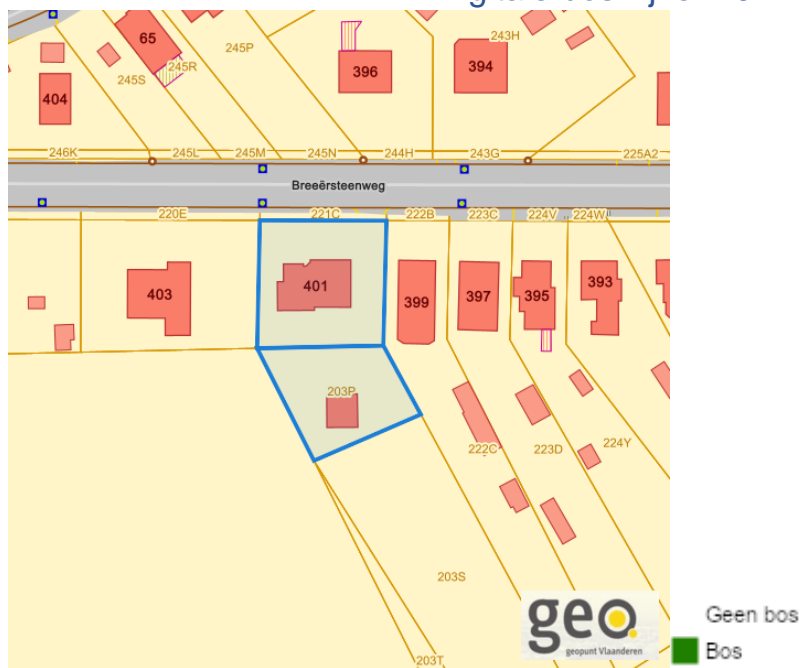 65
245P
243H
396
394
245R
245S
404
246K
245L
245M
245N
244H
243G
225A2
Breeërsteenweg
220E
221C
222B
223C
224V
224W
403
401
399
397
395
393
203P
222C
223D
224Y
203S
geo
geopunt Vlaanderen
203T
Geen bos
Bos